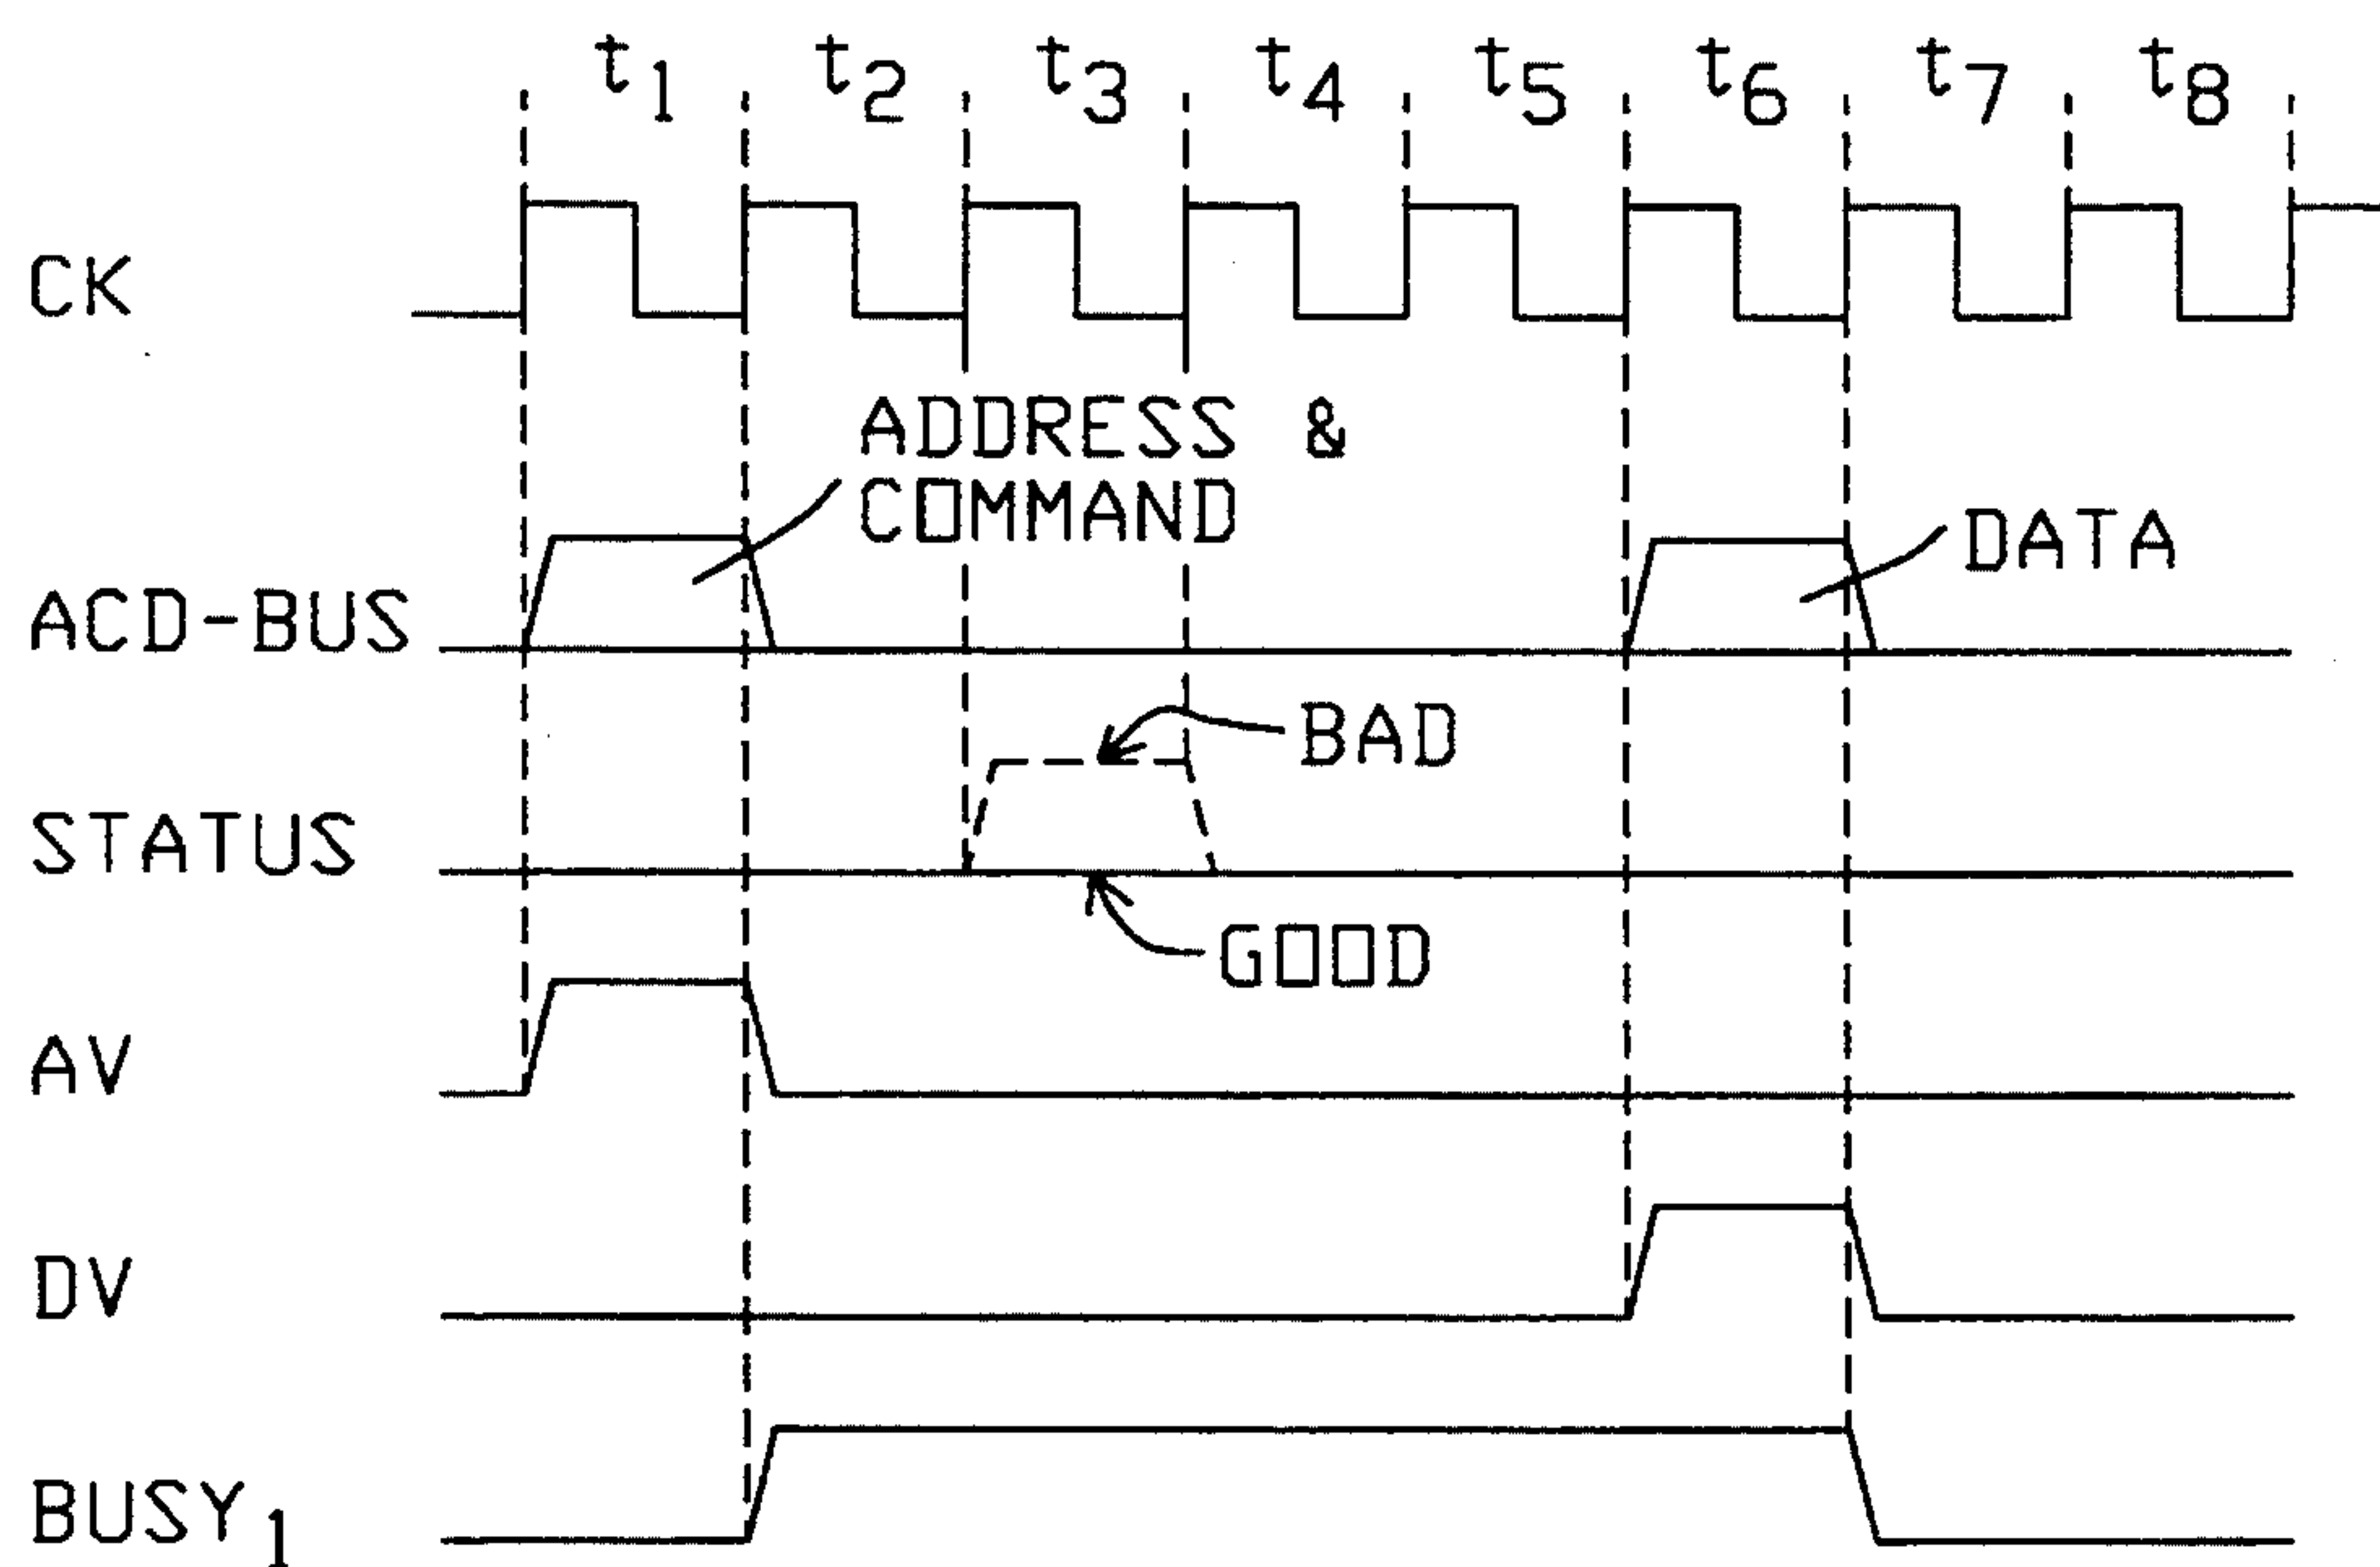 t1 t2 t3 t4 t5 t6 t7 t8
CK
ADDRESS &
COMMAND
DATA
ACD-BUS
BAD
STATUS
GOOD
AV
DV
BUSY1